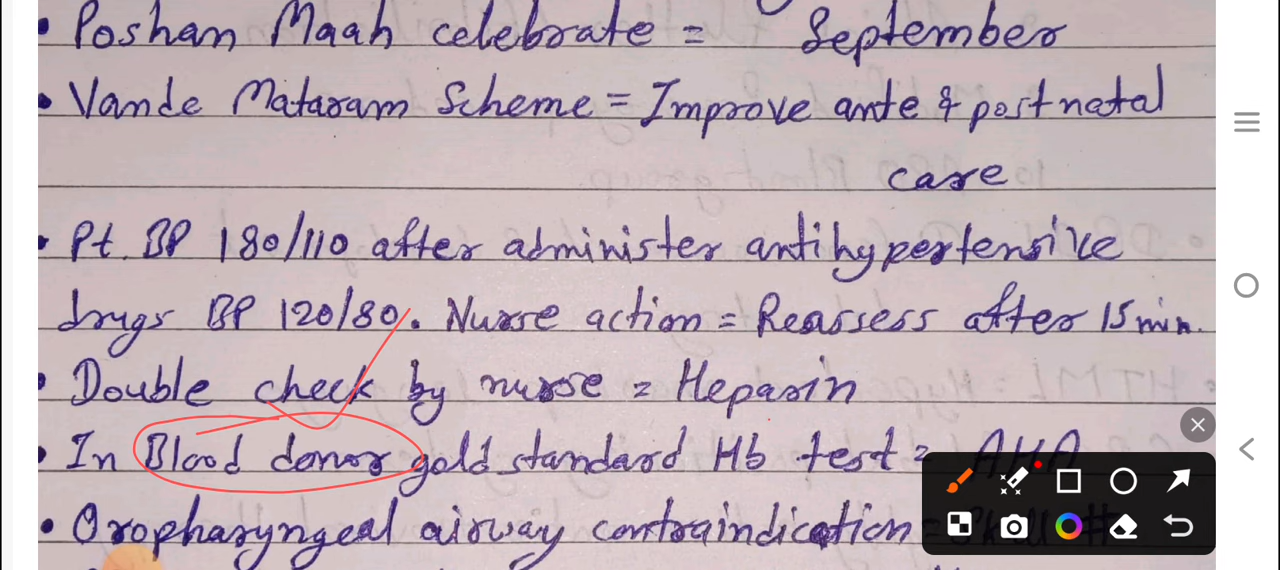 • Poshan Maah celebrate = September
• Vande Mataram Scheme = Improve ante & postnatal
care
• Pt. BP 180/110 after administer antihypertensive
drugs BP 120/80. Nurse action = Reassess after 15 min.
• Double check by nurse = Heparin
• In Blood donor gold standard Hb test = AHA
• Oropharyngeal airway contraindication =